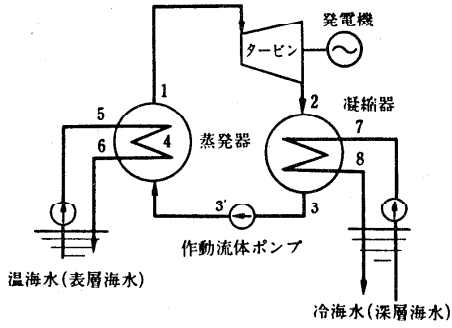 発電機
タービン
1
2
凝縮器
5
7
6
4
蒸発器
8
3'
3
作動流体ポンプ
温海水(表層海水)
冷海水(深層海水)